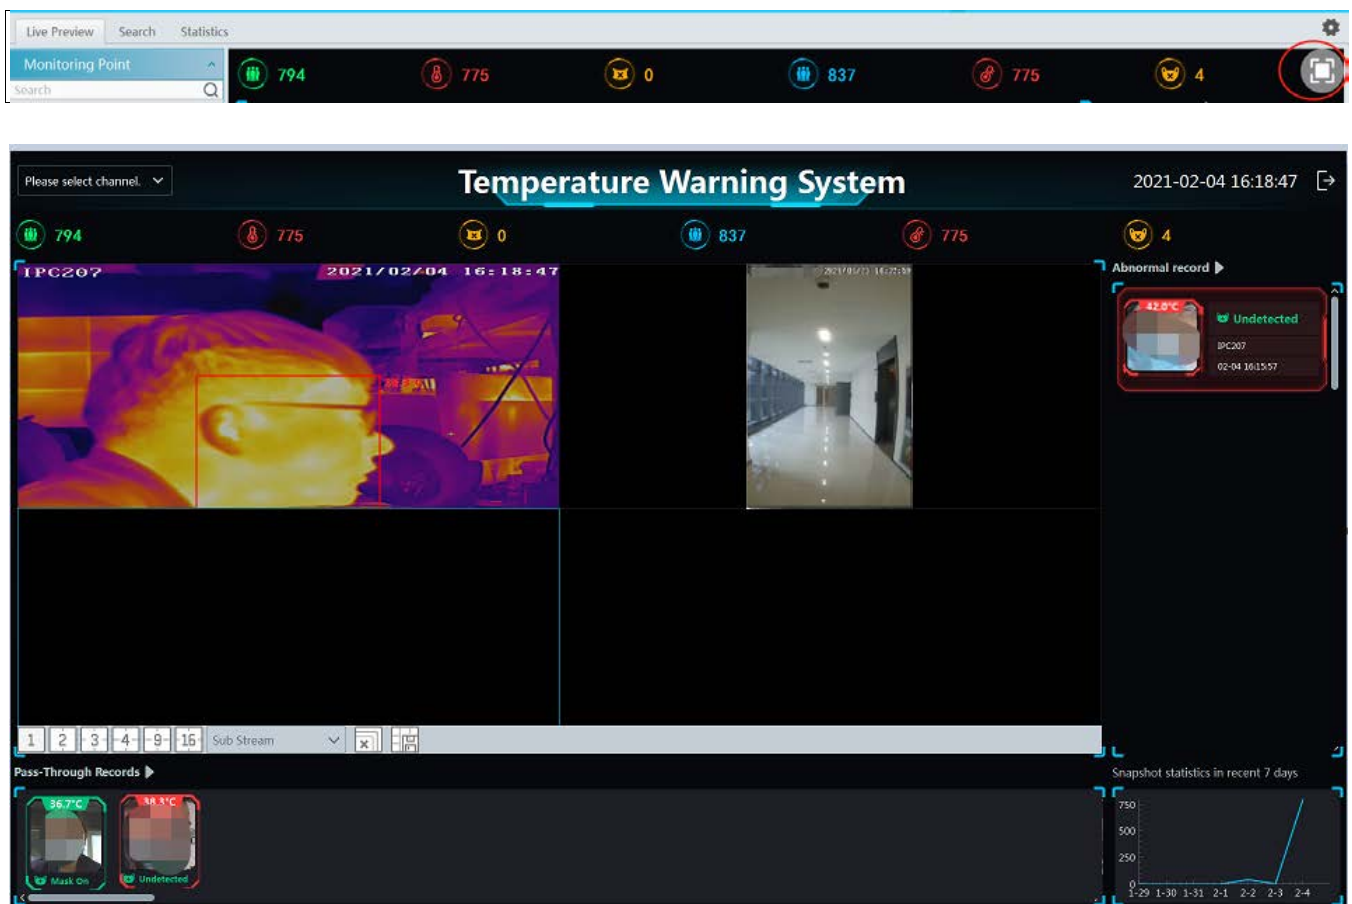 Live Preview Search Statistics
Monitoring Point
Search
794 775 0 837 775 4
Please select channel.
Temperature Warning System
2021-02-04 16:18:47
794 775 0 837 775 4
IPC207 2021/02/04 16:18:47
Abnormal record
42.0°C
Undetected
IPC207
02-04 16:15:57
1 2 3 4 9 16 Sub Stream
Pass-Through Records
36.7°C
Mask On
38.3°C
Undetected
Snapshot statistics in recent 7 days
750
500
250
0
1-29 1-30 1-31 2-1 2-2 2-3 2-4